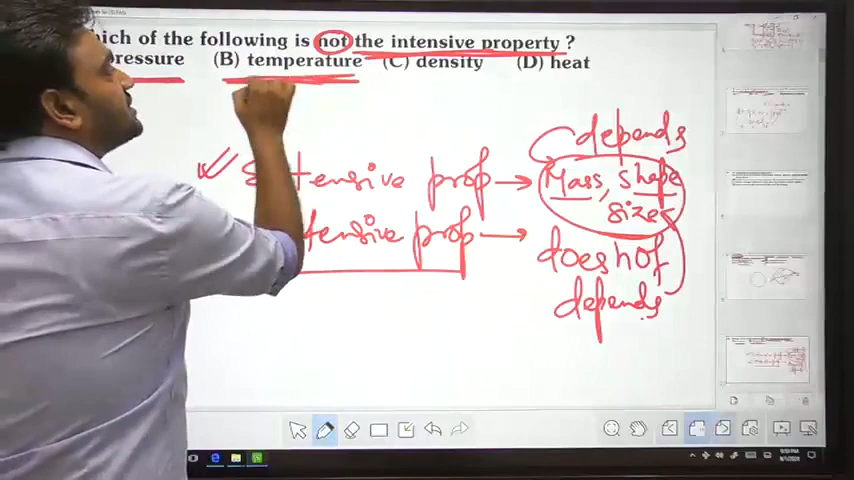 hich of the following is not the intensive property ?
pressure (B) temperature (C) density (D) heat
depends
tensive prop → Mass, shape
sizes
tensive prop → does not
depends